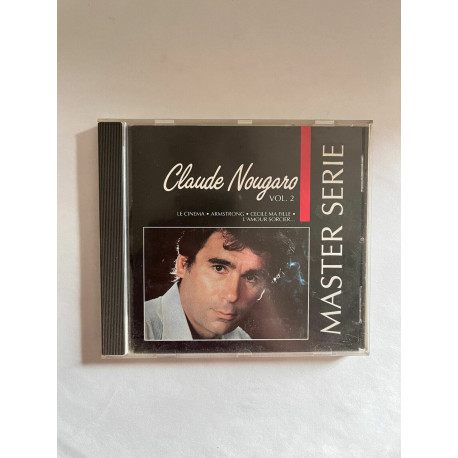 Claude Nougaro
VOL. 2
LE CINEMA • ARMSTRONG • CECILE MA FILLE •
L'AMOUR SORCIER...
MASTER SERIE